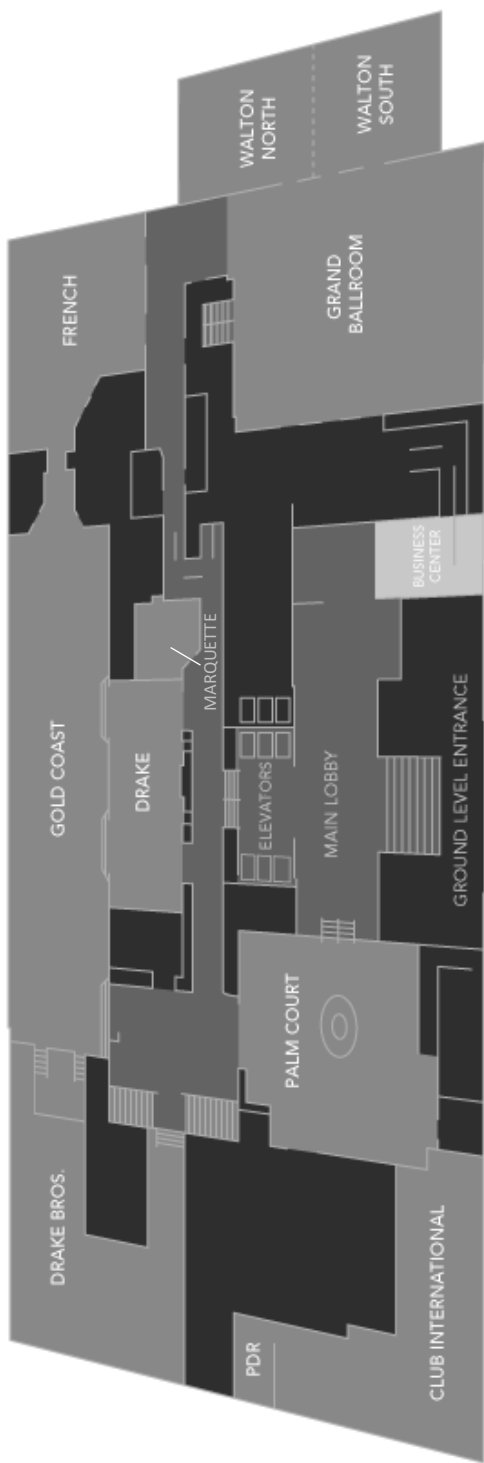 WALTON
NORTH
WALTON
SOUTH
FRENCH
GRAND
BALLROOM
BUSINESS
CENTER
MARQUETTE
GOLD COAST
DRAKE
ELEVATORS
MAIN LOBBY
GROUND LEVEL ENTRANCE
PALM COURT
DRAKE BROS.
PDR
CLUB INTERNATIONAL